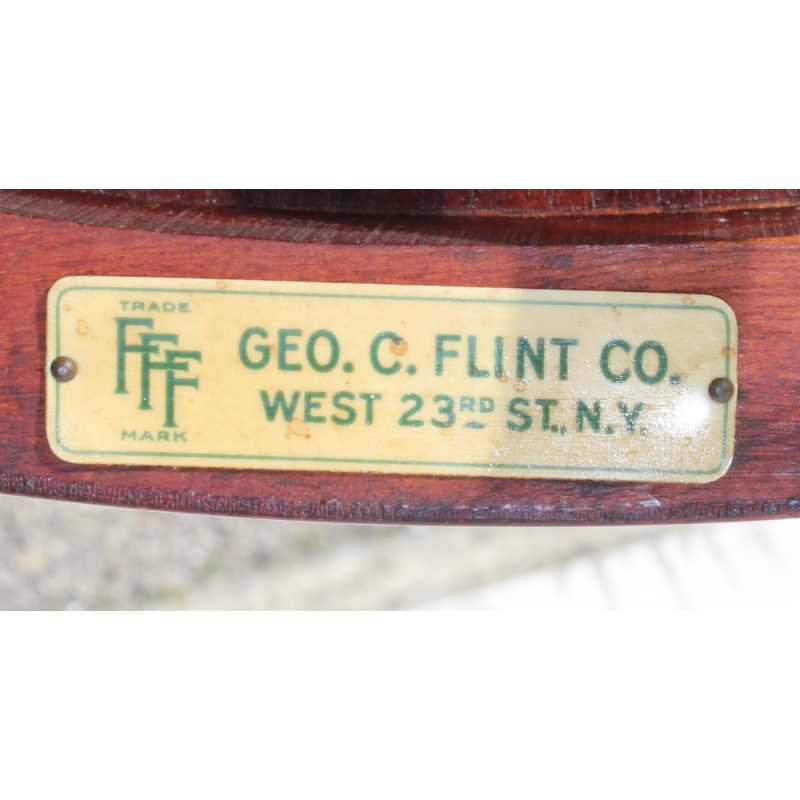 TRADE
FFF
MARK
GEO. C. FLINT CO.
WEST 23RD ST., N.Y.